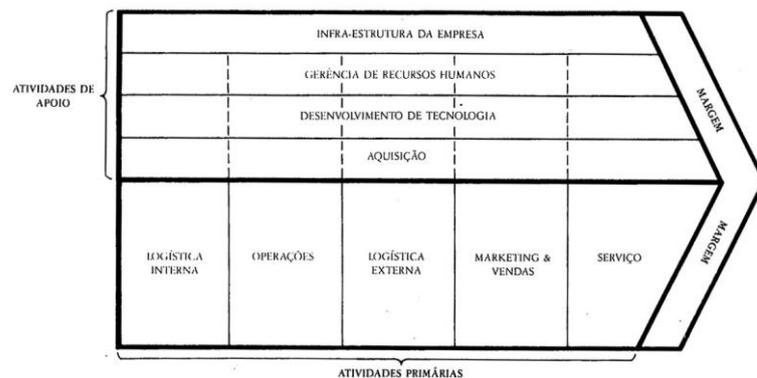 INFRA-ESTRUTURA DA EMPRESA
GERÊNCIA DE RECURSOS HUMANOS
ATIVIDADES DE
APOIO
DESENVOLVIMENTO DE TECNOLOGIA
AQUISIÇÃO
MARGEM
LOGÍSTICA
INTERNA
OPERAÇÕES
LOGÍSTICA
EXTERNA
MARKETING &
VENDAS
SERVIÇO
MARGEM
ATIVIDADES PRIMÁRIAS